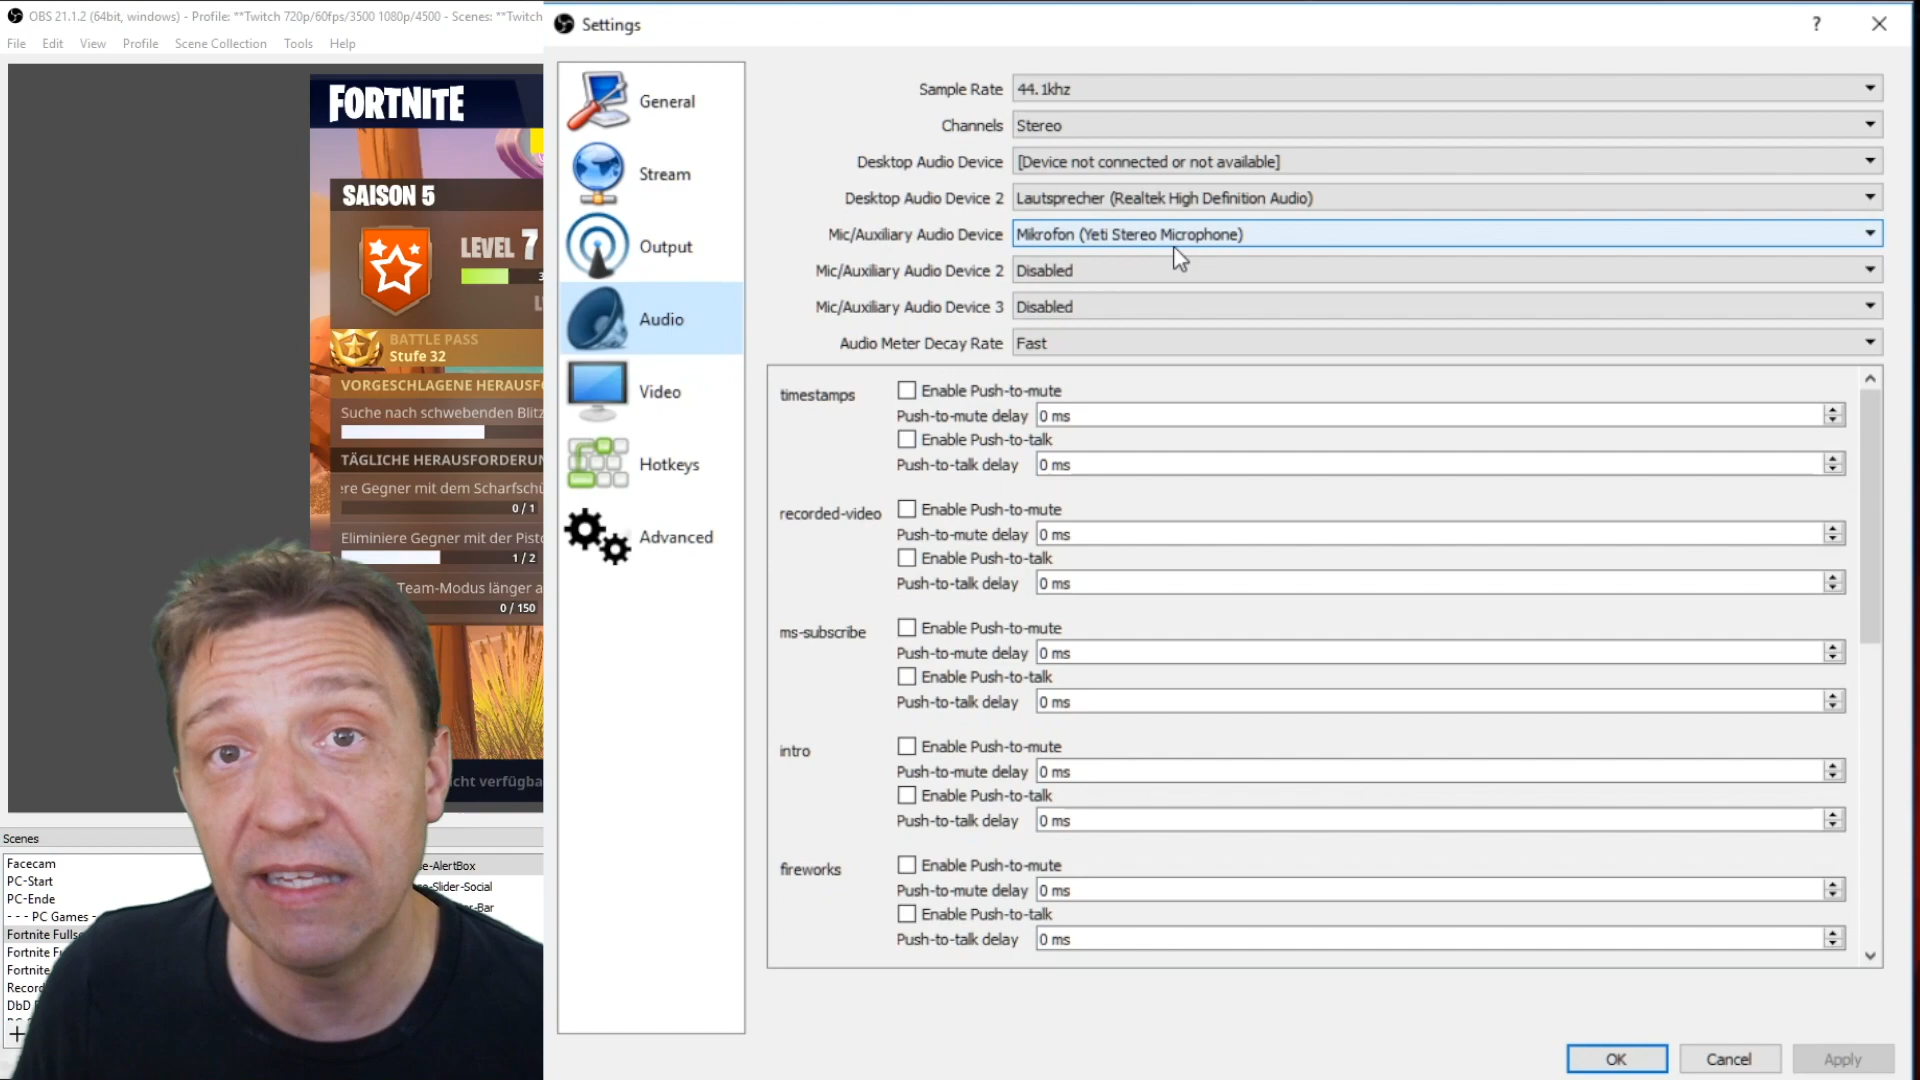 OBS 21.1.2 (64bit, windows) - Profile: **Twitch 720p/60fps/3500 1080p/4500 - Scenes: **Twitch
File Edit View Profile Scene Collection Tools Help
FORTNITE
SAISON 5
LEVEL 7
BATTLE PASS
Stufe 32
VORGESCHLAGENE HERAUSF
Suche nach schwebenden Blitz
TÄGLICHE HERAUSFORDERUN
ere Gegner mit dem Scharfschü
0 / 1
Eliminiere Gegner mit der Pisto
1 / 2
Team-Modus länger a
0 / 150
icht verfügba
Scenes
Facecam
PC-Start
PC-Ende
- - - PC Games -
Fortnite Fulls
Fortnite Fu
Fortnite
Record
DbD
e-AlertBox
-Slider-Social
-Bar
Settings
?
General
Stream
Output
Audio
Video
Hotkeys
Advanced
Sample Rate 44.1khz
Channels Stereo
Desktop Audio Device [Device not connected or not available]
Desktop Audio Device 2 Lautsprecher (Realtek High Definition Audio)
Mic/Auxiliary Audio Device Mikrofon (Yeti Stereo Microphone)
Mic/Auxiliary Audio Device 2 Disabled
Mic/Auxiliary Audio Device 3 Disabled
Audio Meter Decay Rate Fast
timestamps Enable Push-to-mute
Push-to-mute delay 0 ms
Enable Push-to-talk
Push-to-talk delay 0 ms
recorded-video Enable Push-to-mute
Push-to-mute delay 0 ms
Enable Push-to-talk
Push-to-talk delay 0 ms
ms-subscribe Enable Push-to-mute
Push-to-mute delay 0 ms
Enable Push-to-talk
Push-to-talk delay 0 ms
intro Enable Push-to-mute
Push-to-mute delay 0 ms
Enable Push-to-talk
Push-to-talk delay 0 ms
fireworks Enable Push-to-mute
Push-to-mute delay 0 ms
Enable Push-to-talk
Push-to-talk delay 0 ms
OK Cancel Apply